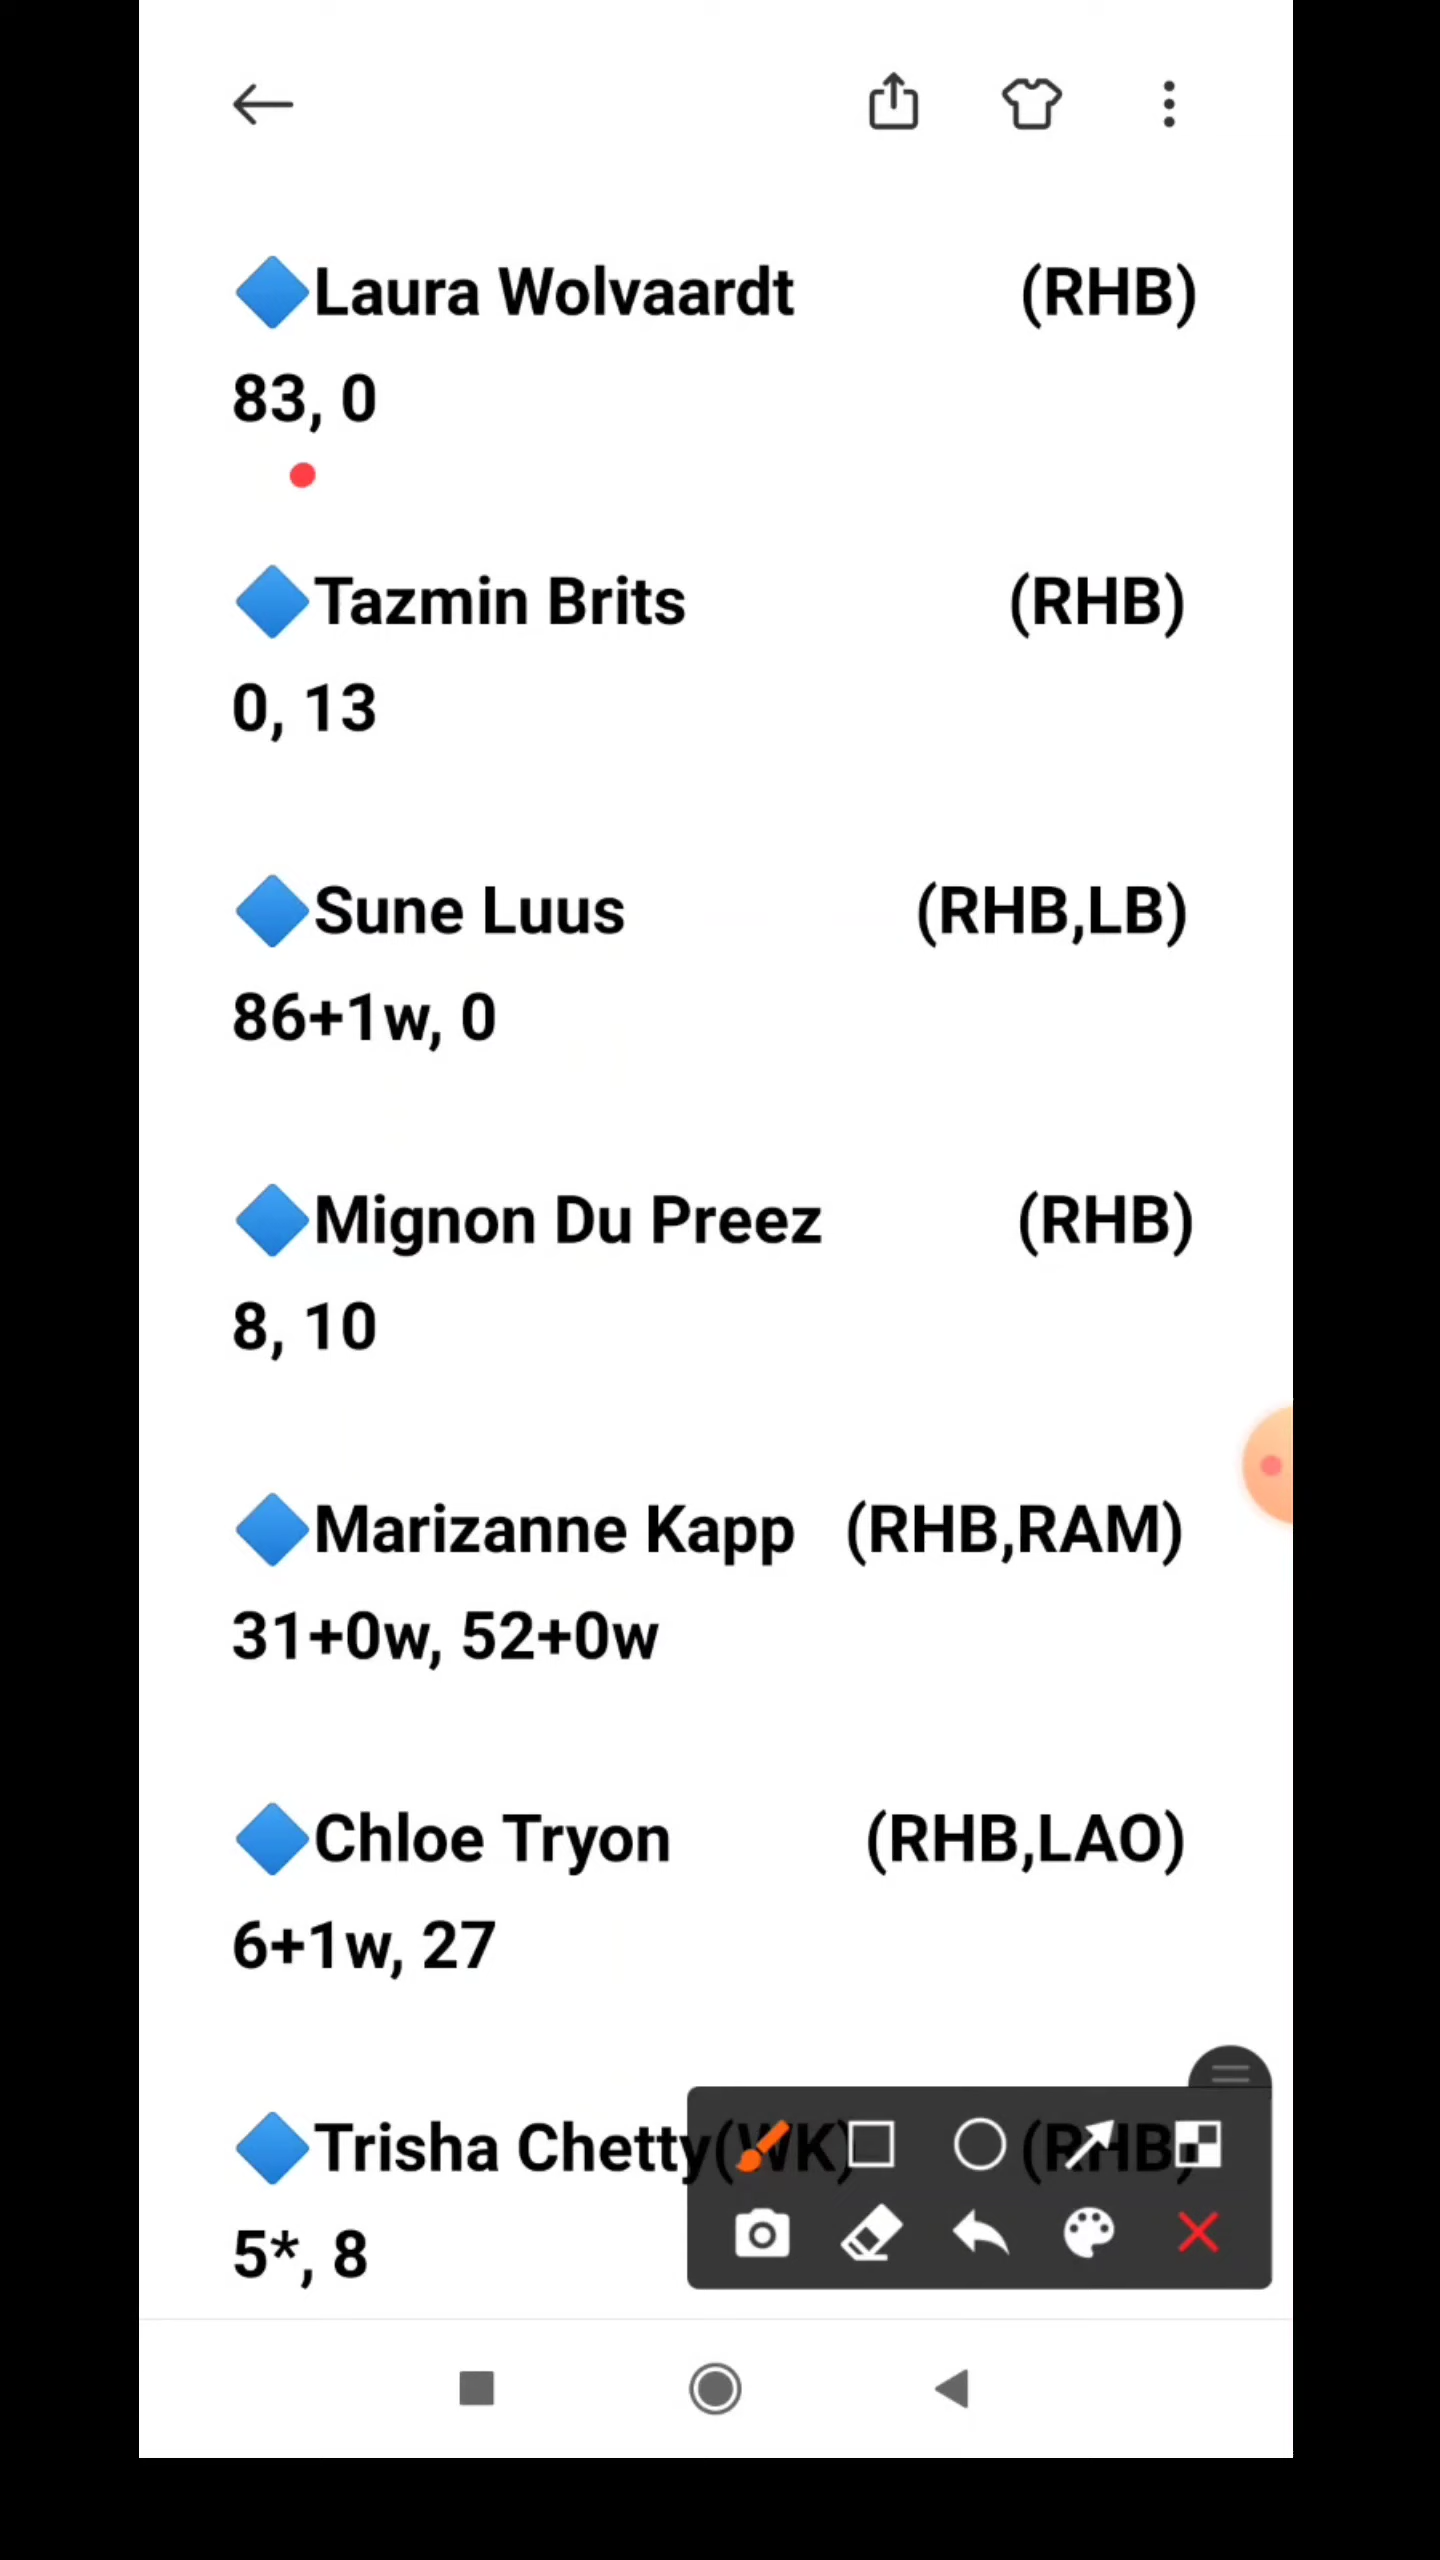 🔷Laura Wolvaardt (RHB)
83, 0
🔷Tazmin Brits (RHB)
0, 13
🔷Sune Luus (RHB,LB)
86+1w, 0
🔷Mignon Du Preez (RHB)
8, 10
🔷Marizanne Kapp (RHB,RAM)
31+0w, 52+0w
🔷Chloe Tryon (RHB,LAO)
6+1w, 27
🔷Trisha Chetty(WK) (RHB)
5*, 8